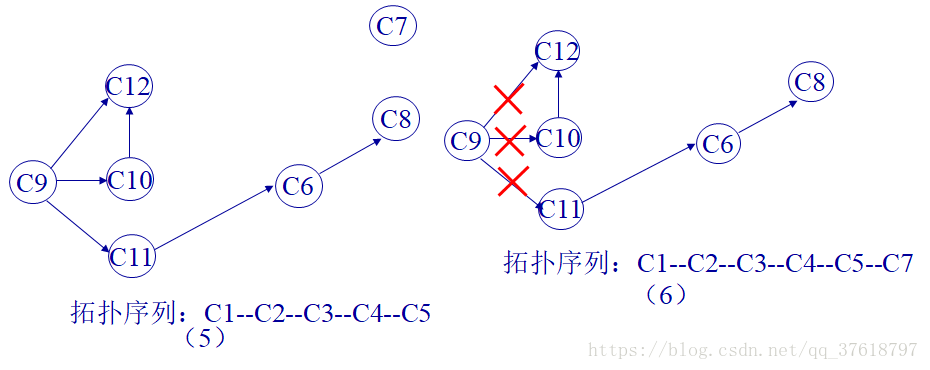 C7
C12
C8
C9
C10
C6
C11
拓扑序列：C1--C2--C3--C4--C5
（5）
C12
C8
C9
C10
C6
C11
拓扑序列：C1--C2--C3--C4--C5--C7
（6）
https://blog.csdn.net/qq_37618797